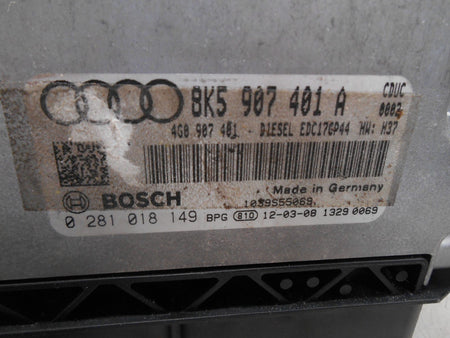 8K5 907 401 A
CDUC
0002
4G0 907 401 - DIESEL EDC17CP44 HW: H37
Made in Germany
BOSCH
1039S55069
0 281 018 149 BPG 810 12-03-08 1329 0069